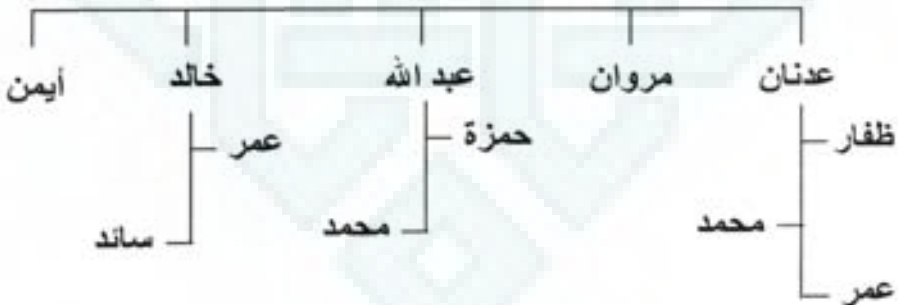 عدنان مروان عبد الله خالد أيمن
ظفار حمزة عمر
محمد محمد سائد
عمر